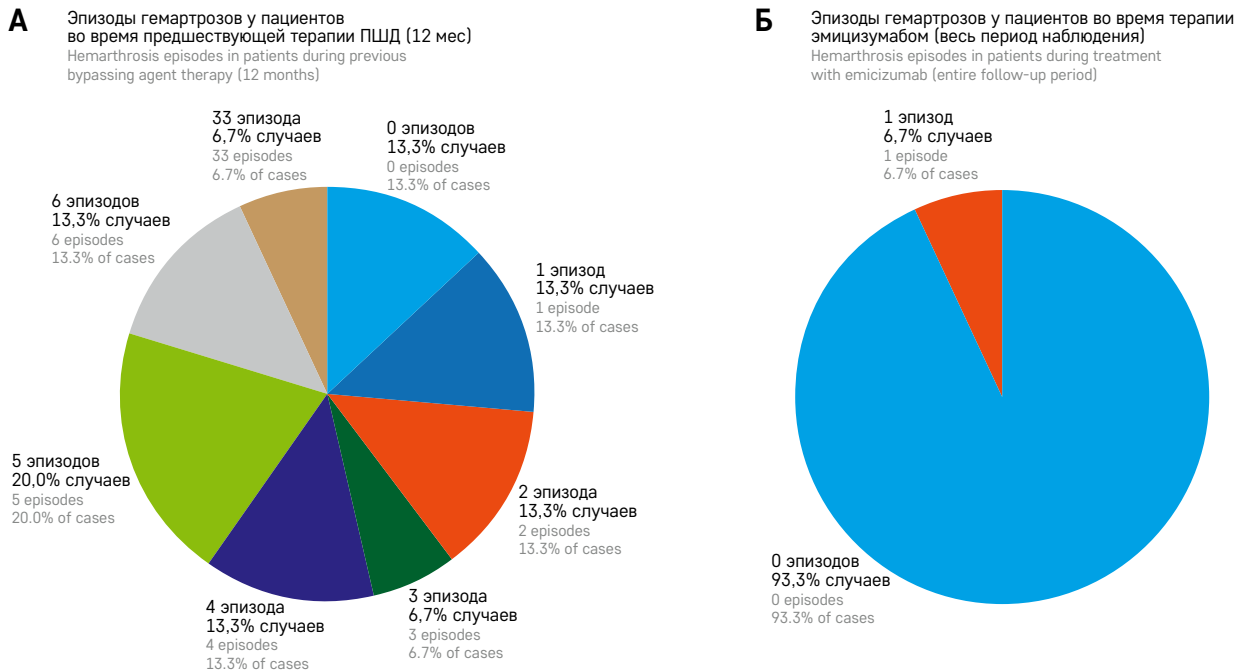 А
Эпизоды гемартрозов у пациентов
во время предшествующей терапии ПШД (12 мес)
Hemarthrosis episodes in patients during previous
bypassing agent therapy (12 months)
33 эпизода
6,7% случаев
33 episodes
6.7% of cases
0 эпизодов
13,3% случаев
0 episodes
13.3% of cases
6 эпизодов
13,3% случаев
6 episodes
13.3% of cases
1 эпизод
13,3% случаев
1 episode
13.3% of cases
5 эпизодов
20,0% случаев
5 episodes
20.0% of cases
2 эпизода
13,3% случаев
2 episodes
13.3% of cases
4 эпизода
13,3% случаев
4 episodes
13.3% of cases
3 эпизода
6,7% случаев
3 episodes
6.7% of cases
Б
Эпизоды гемартрозов у пациентов во время терапии
эмицизумабом (весь период наблюдения)
Hemarthrosis episodes in patients during treatment
with emicizumab (entire follow-up period)
1 эпизод
6,7% случаев
1 episode
6.7% of cases
0 эпизодов
93,3% случаев
0 episodes
93.3% of cases